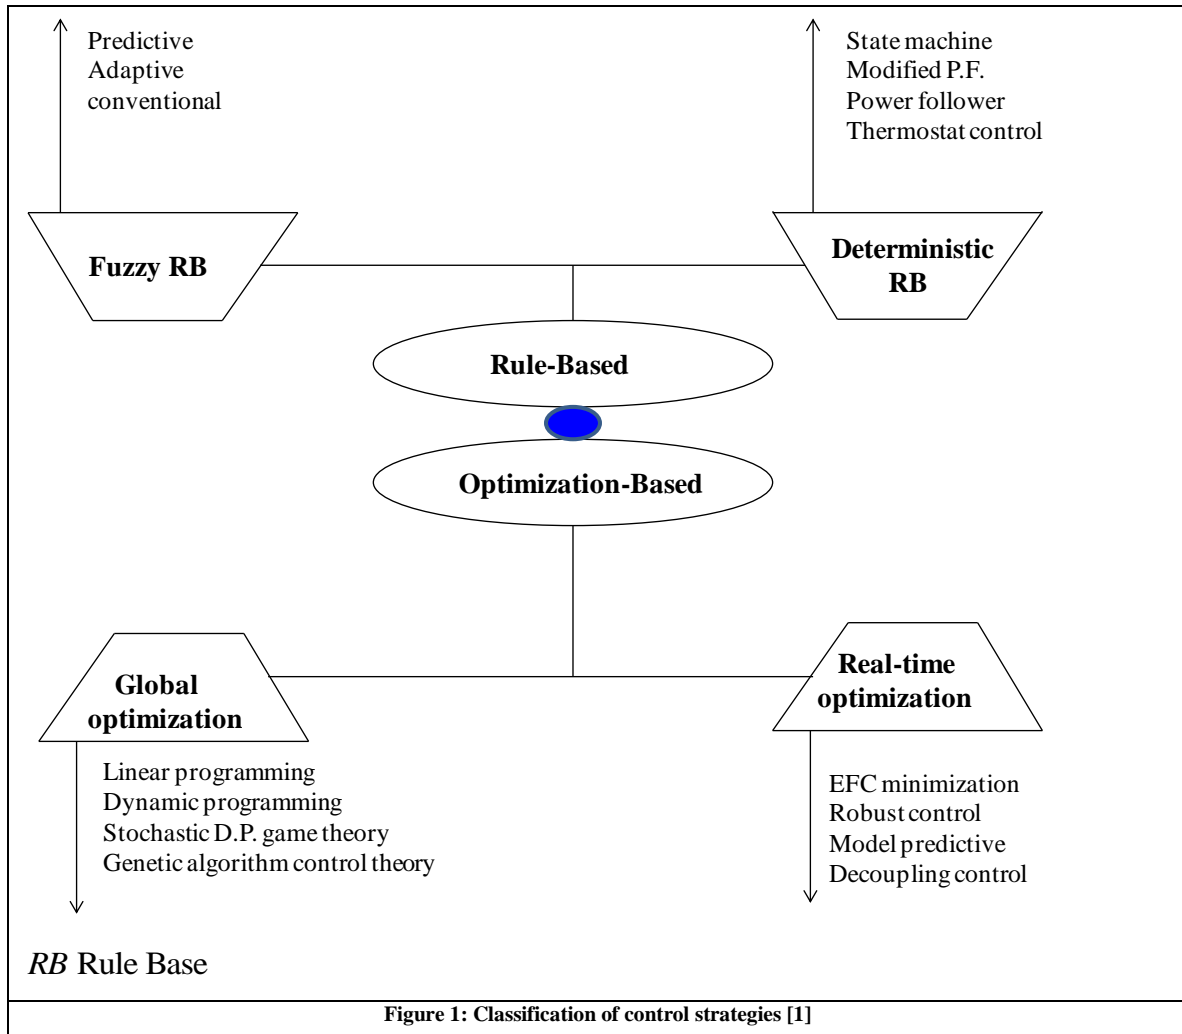 Predictive
Adaptive
conventional
State machine
Modified P.F.
Power follower
Thermostat control
Fuzzy RB
Deterministic
RB
Rule-Based
Optimization-Based
Global
optimization
Real-time
optimization
Linear programming
Dynamic programming
Stochastic D.P. game theory
Genetic algorithm control theory
EFC minimization
Robust control
Model predictive
Decoupling control
RB Rule Base
Figure 1: Classification of control strategies [1]